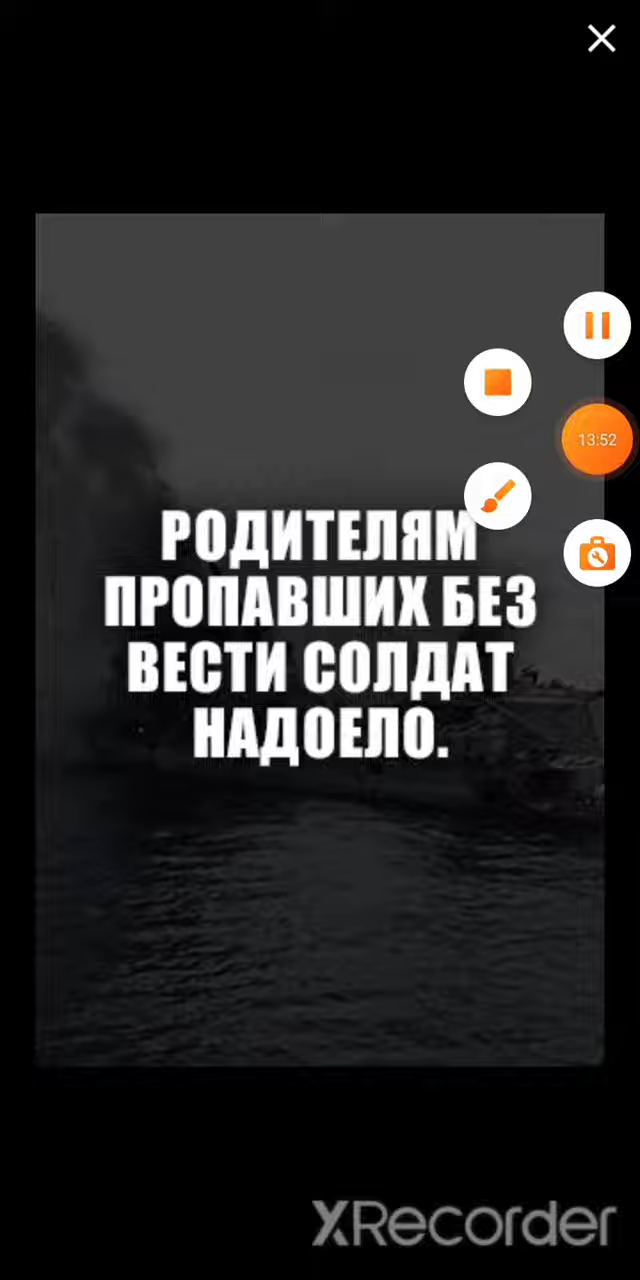 13:52
РОДИТЕЛЯМ
ПРОПАВШИХ БЕЗ
ВЕСТИ СОЛДАТ
НАДОЕЛО.
XRecorder